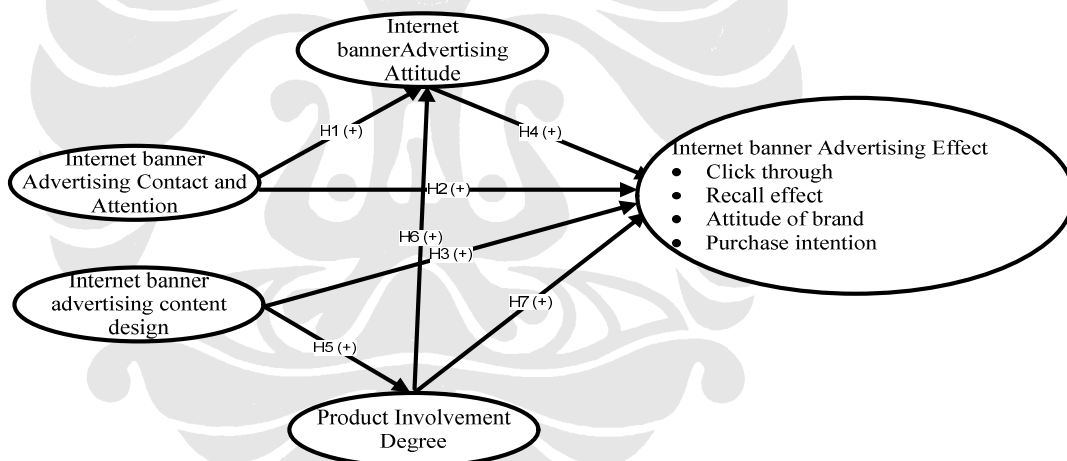 Internet
bannerAdvertising
Attitude
H1 (+)
H4 (+)
Internet banner
Advertising Contact and
Attention
H2 (+)
Internet banner Advertising Effect
• Click through
• Recall effect
• Attitude of brand
• Purchase intention
H6 (+)
H3 (+)
Internet banner
advertising content
design
H7 (+)
H5 (+)
Product Involvement
Degree